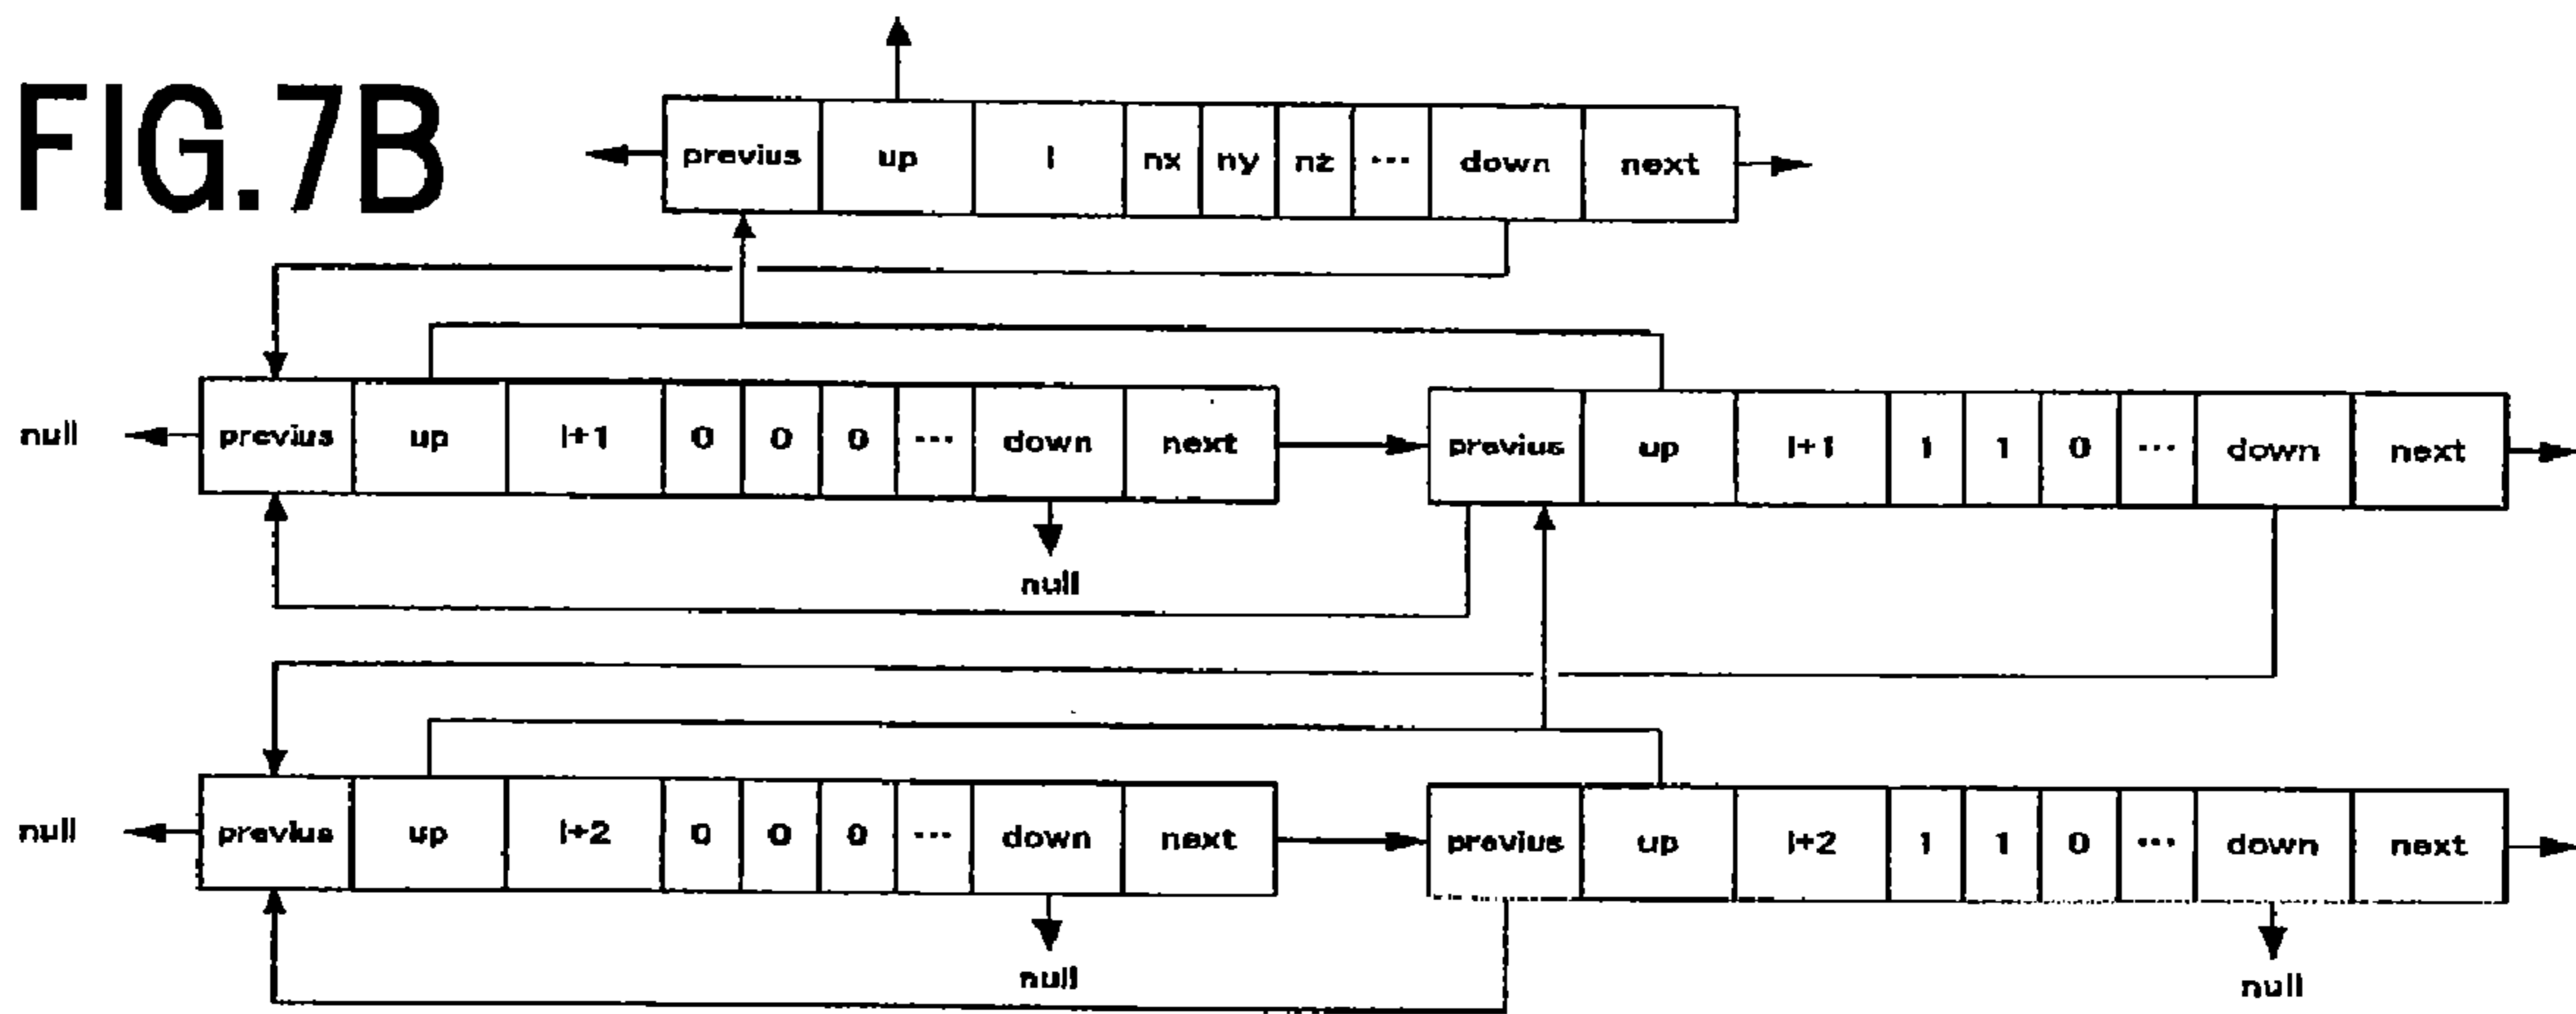 FIG.7B
previus up l nx ny nz ... down next
null previus up l+1 0 0 0 ... down next previus up l+1 1 1 0 ... down next
null
null previus up l+2 0 0 0 ... down next previus up l+2 1 1 0 ... down next
null null